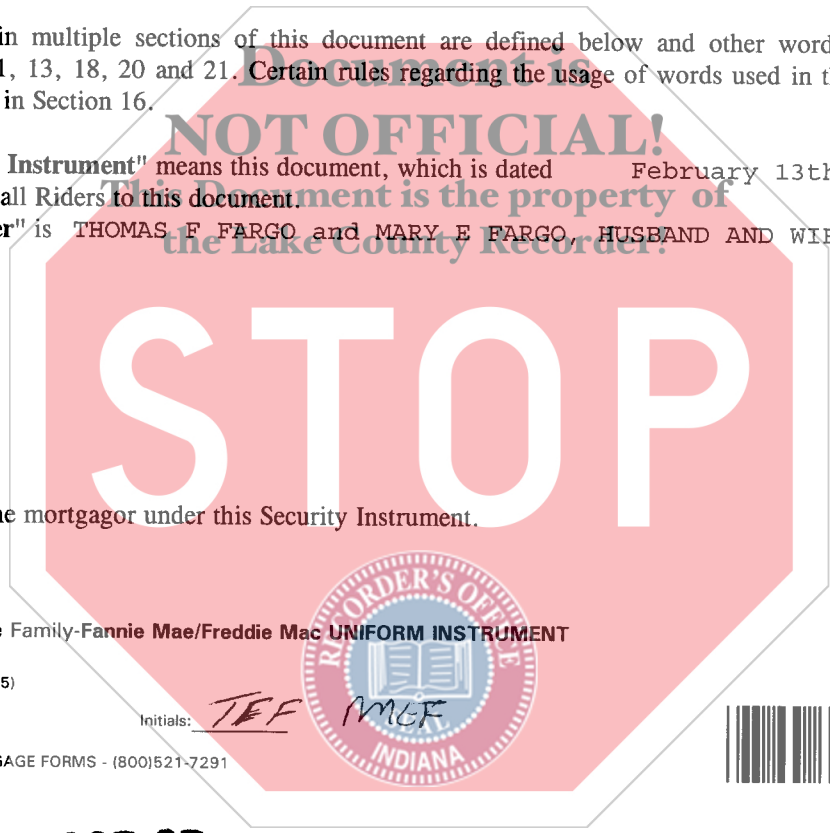 in multiple sections of this document are defined below and other word
1, 13, 18, 20 and 21. Certain rules regarding the usage of words used in t
in Section 16.
Document is
NOT OFFICIAL!
This Document is the property of
the Lake County Recorder!
Instrument" means this document, which is dated February 13th
all Riders to this document.
r" is THOMAS F FARGO and MARY E FARGO, HUSBAND AND WIF
STOP
e mortgagor under this Security Instrument.
RECORDER'S OFFICE
SEAL
INDIANA
e Family-Fannie Mae/Freddie Mac UNIFORM INSTRUMENT
5)
Initials: TEF MEF
GAGE FORMS - (800)521-7291